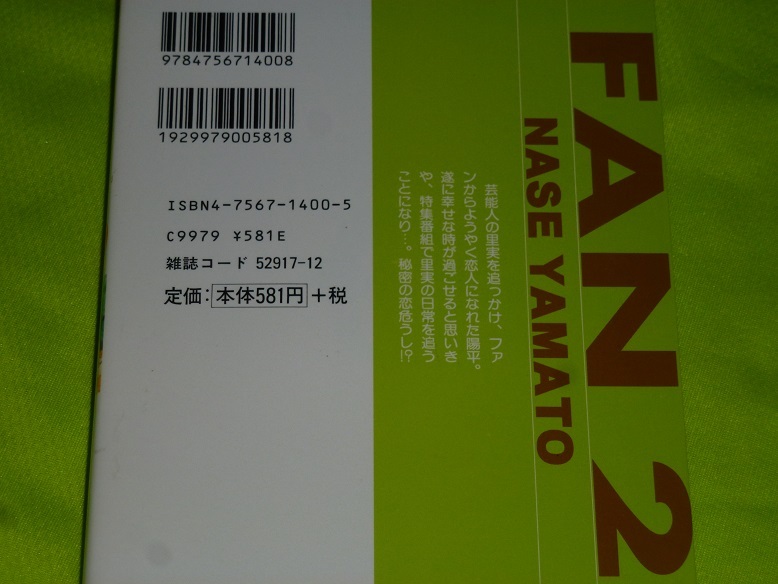 9784756714008
1929979005818
ISBN4-7567-1400-5
C9979 ¥581E
雑誌コード 52917-12
定価:本体581円+税
FAN 2
NASE YAMATO
芸能人の里実を追っかけ、ファ
ンからようやく恋人になれた陽平。
遂に幸せな時が過ごせると思いき
や、特集番組で里実の日常を追う
ことになり…。秘密の恋危うし!?